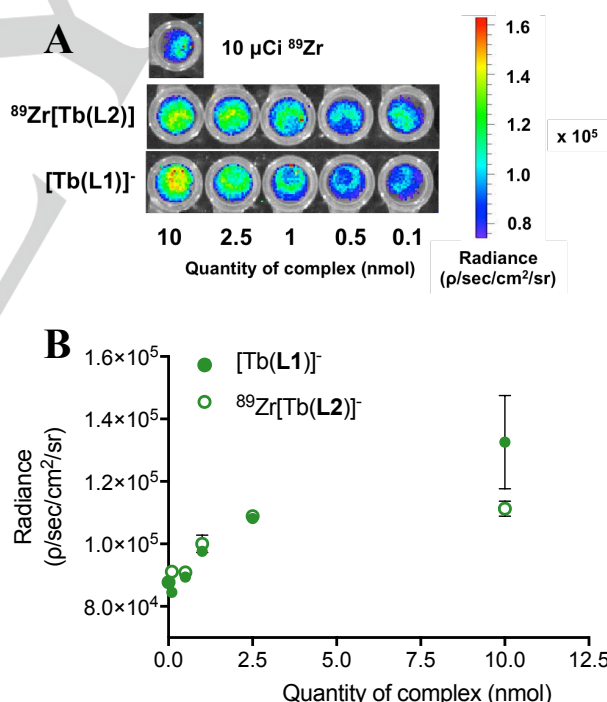 A
10 μCi ⁸⁹Zr
⁸⁹Zr[Tb(L2)]
[Tb(L1)]⁻
10 2.5 1 0.5 0.1
Quantity of complex (nmol)
1.6
1.4
1.2
1.0
0.8
x 10⁵
Radiance
(ρ/sec/cm²/sr)
B
[Tb(L1)]⁻
⁸⁹Zr[Tb(L2)]⁻
1.6×10⁵
1.4×10⁵
1.2×10⁵
1.0×10⁵
8.0×10⁴
Radiance
(ρ/sec/cm²/sr)
0.0 2.5 5.0 7.5 10.0 12.5
Quantity of complex (nmol)